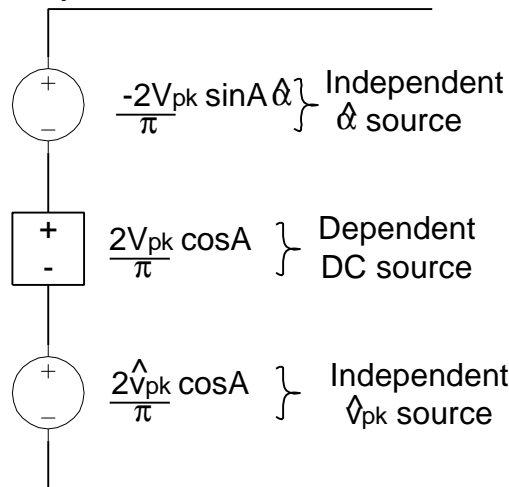 +
−
-2Vpk sinA α̂
π
Independent
α̂ source
+
-
2Vpk cosA
π
Dependent
DC source
+
−
2v̂pk cosA
π
Independent
v̂pk source